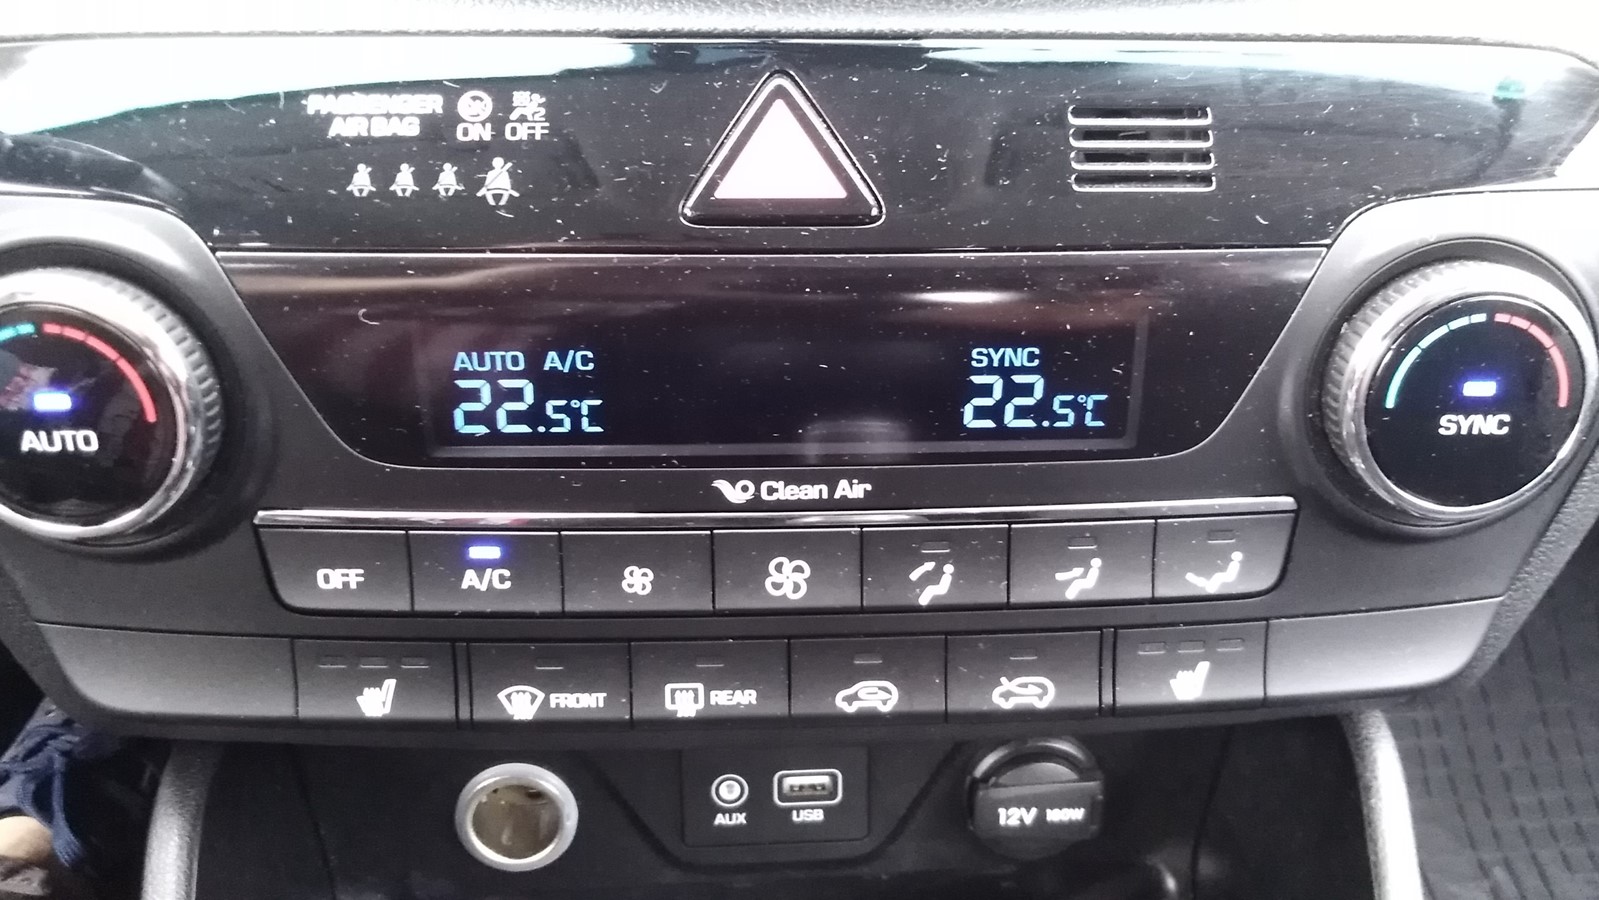 PASSENGER
AIR BAG
ON OFF
AUTO A/C
22.5°C
SYNC
22.5°C
AUTO
SYNC
Clean Air
OFF
A/C
FRONT
REAR
AUX
USB
12V 180W